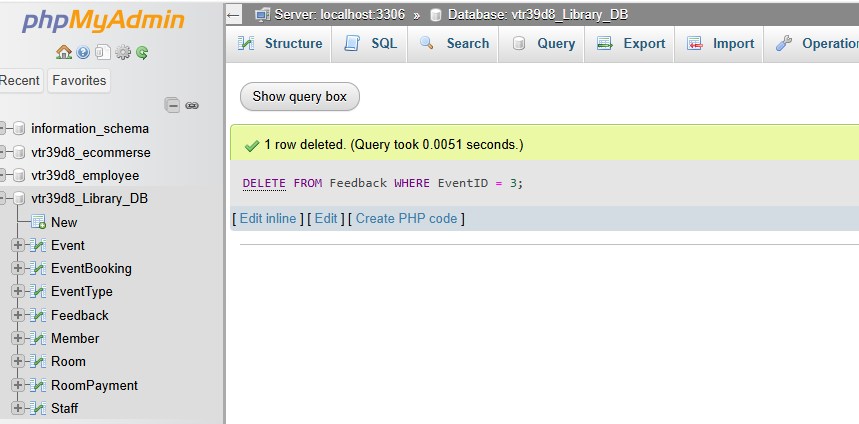 phpMyAdmin
Recent Favorites
information_schema
vtr39d8_ecommerse
vtr39d8_employee
vtr39d8_Library_DB
New
Event
EventBooking
EventType
Feedback
Member
Room
RoomPayment
Staff
Server: localhost:3306 » Database: vtr39d8_Library_DB
Structure SQL Search Query Export Import Operation
Show query box
1 row deleted. (Query took 0.0051 seconds.)
DELETE FROM Feedback WHERE EventID = 3;
[ Edit inline ] [ Edit ] [ Create PHP code ]